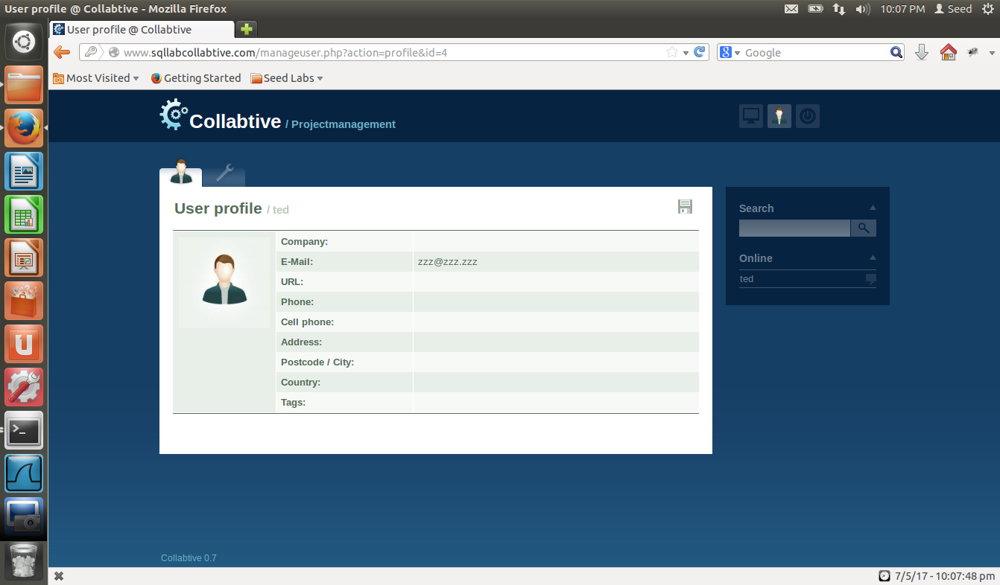 User profile @ Collabtive - Mozilla Firefox
10:07 PM Seed
User profile @ Collabtive
www.sqllabcollabtive.com/manageuser.php?action=profile&id=4
8 Google
Most Visited Getting Started Seed Labs
Collabtive / Projectmanagement
User profile / ted
Company:
E-Mail: zzz@zzz.zzz
URL:
Phone:
Cell phone:
Address:
Postcode / City:
Country:
Tags:
Search
Online
ted
Collabtive 0.7
7/5/17 - 10:07:48 pm